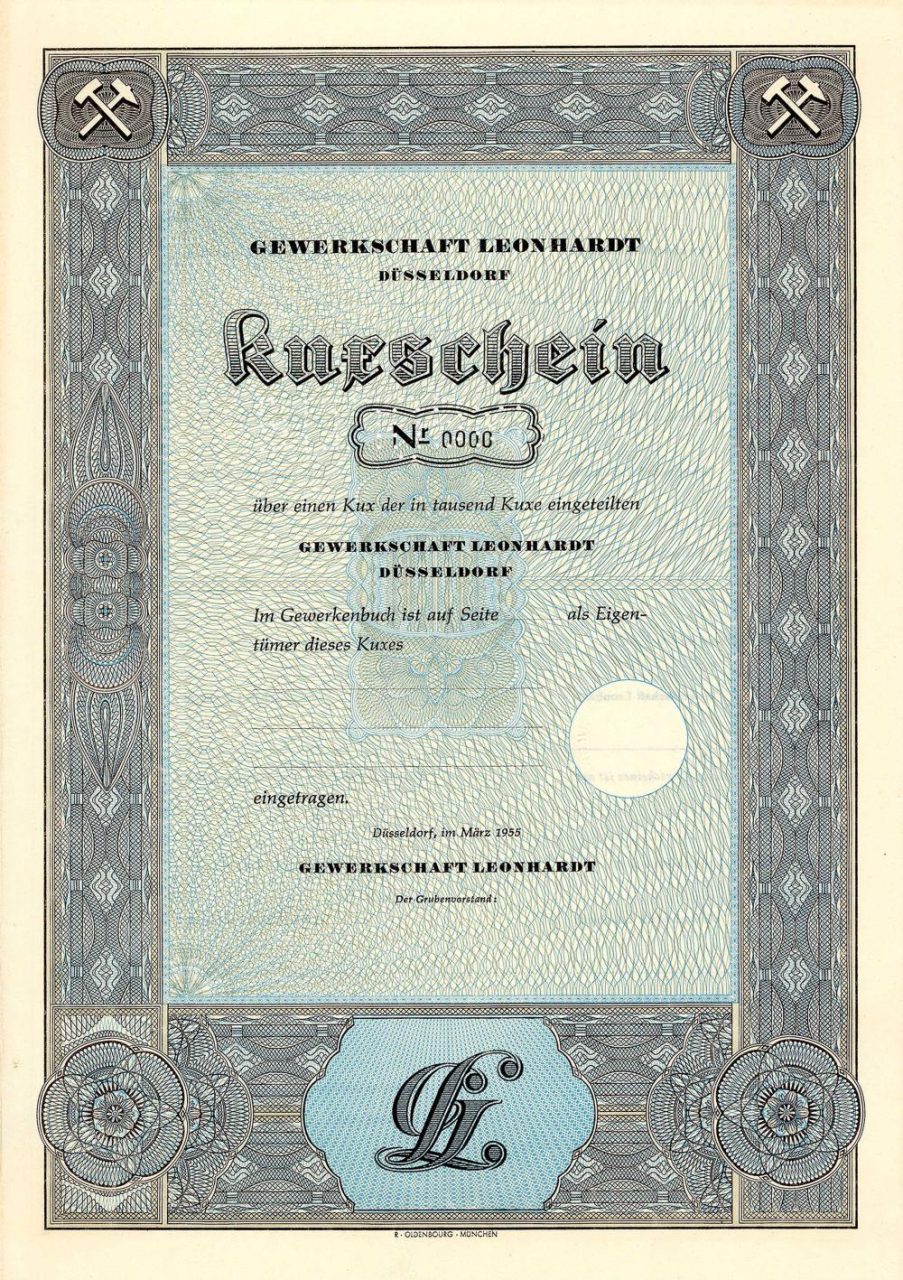 GEWERKSCHAFT LEONHARDT
DÜSSELDORF
Kuxschein
Nr 0000
über einen Kux der in tausend Kuxe eingeteilten
GEWERKSCHAFT LEONHARDT
DÜSSELDORF
Im Gewerkenbuch ist auf Seite als Eigen-
tümer dieses Kuxes
eingetragen.
Düsseldorf, im März 1955
GEWERKSCHAFT LEONHARDT
Der Grubenvorstand:
GL
R · OLDENBOURG · MÜNCHEN